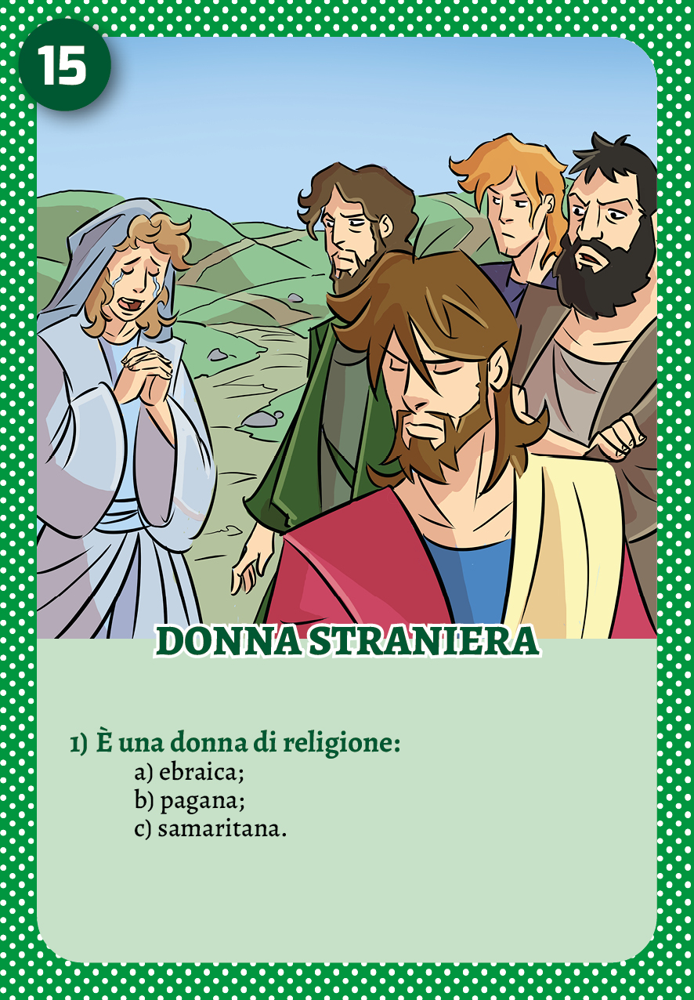 15
DONNA STRANIERA
1) È una donna di religione:
a) ebraica;
b) pagana;
c) samaritana.